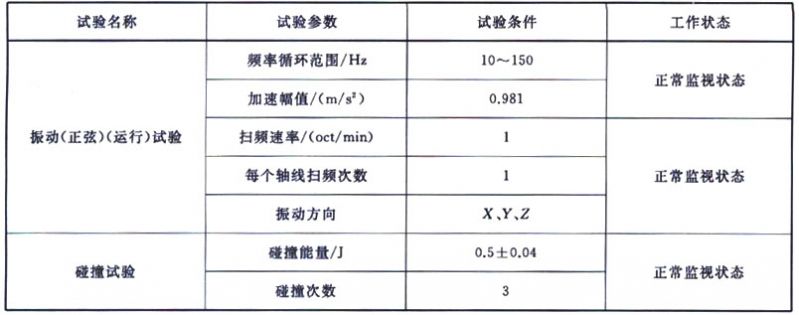 试验名称 试验参数 试验条件 工作状态
振动(正弦)(运行)试验 频率循环范围/Hz 10～150 正常监视状态
加速幅值/(m/s²) 0.981
扫频速率/(oct/min) 1 正常监视状态
每个轴线扫频次数 1
振动方向 X、Y、Z
碰撞试验 碰撞能量/J 0.5±0.04 正常监视状态
碰撞次数 3